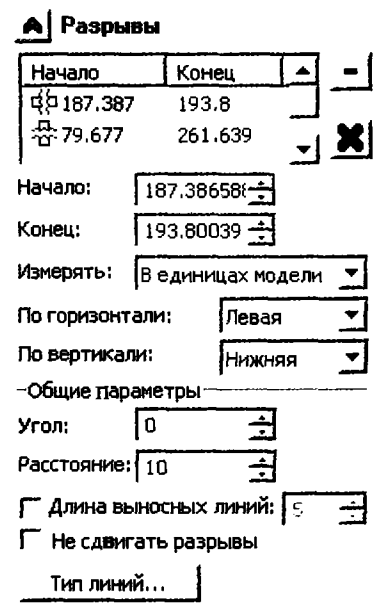 Разрывы
Начало Конец
187.387 193.8
79.677 261.639
Начало: 187.38658
Конец: 193.80039
Измерять: В единицах модели
По горизонтали: Левая
По вертикали: Нижняя
Общие параметры
Угол: 0
Расстояние: 10
Длина выносных линий: 5
Не сдвигать разрывы
Тип линий...